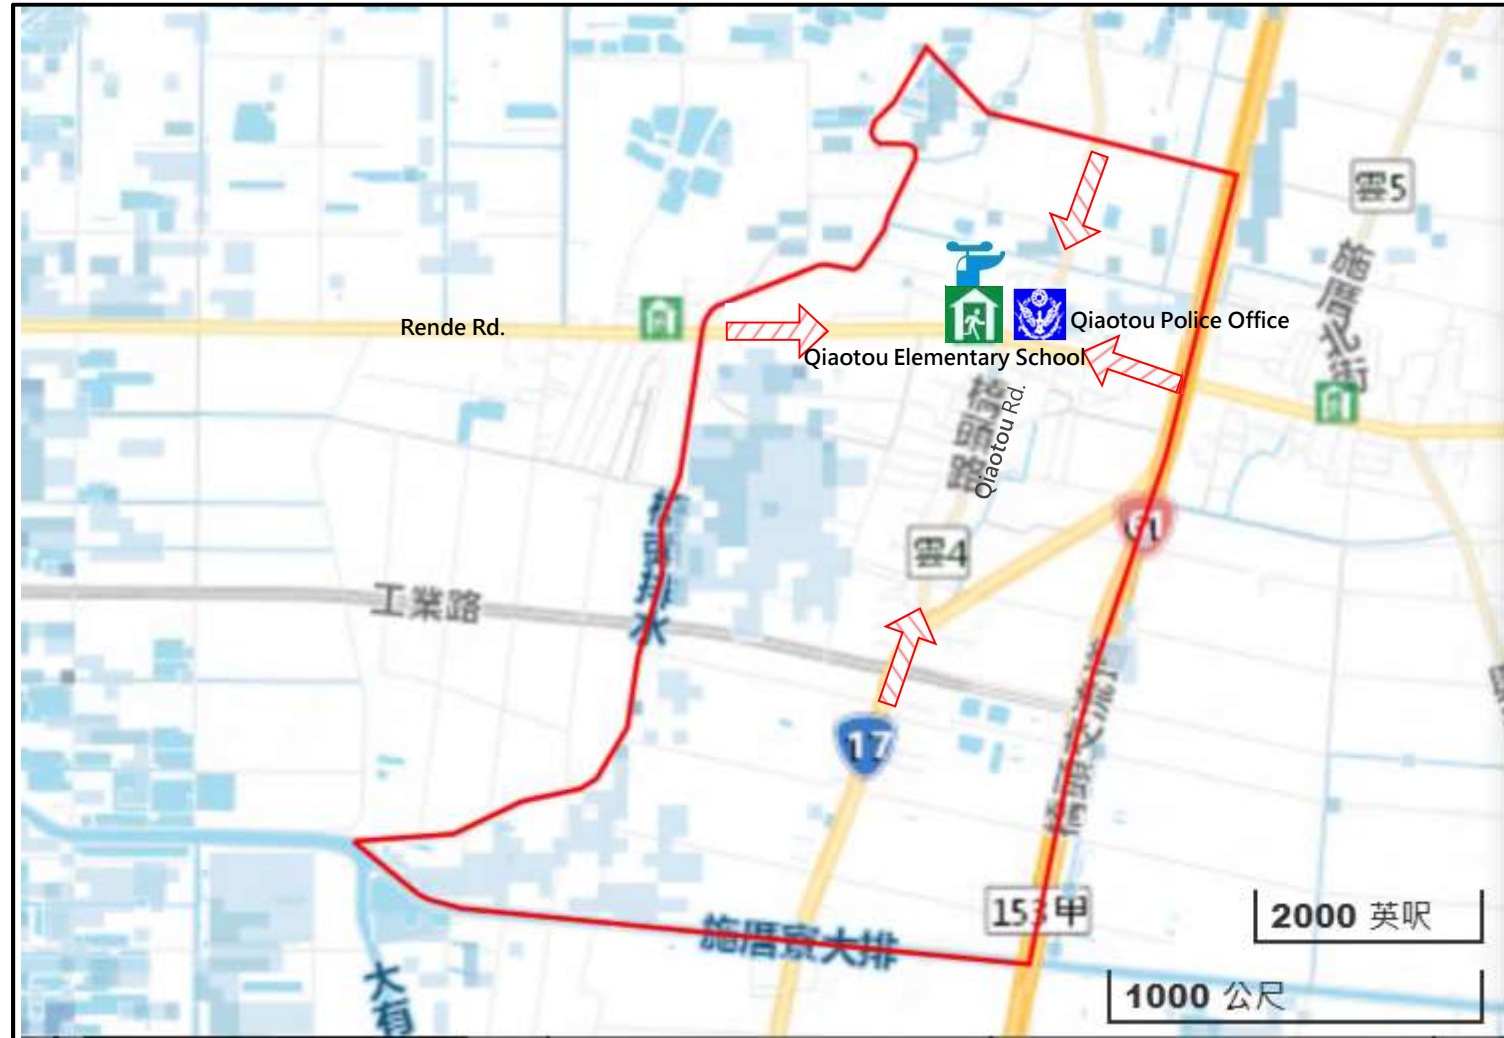 雲5
施厝北街
Rende Rd.
Qiaotou Police Office
Qiaotou Elementary School
橋頭路
Qiaotou Rd.
雲4
61
工業路
17
153甲
施厝寮大排
大有
2000 英呎
1000 公尺